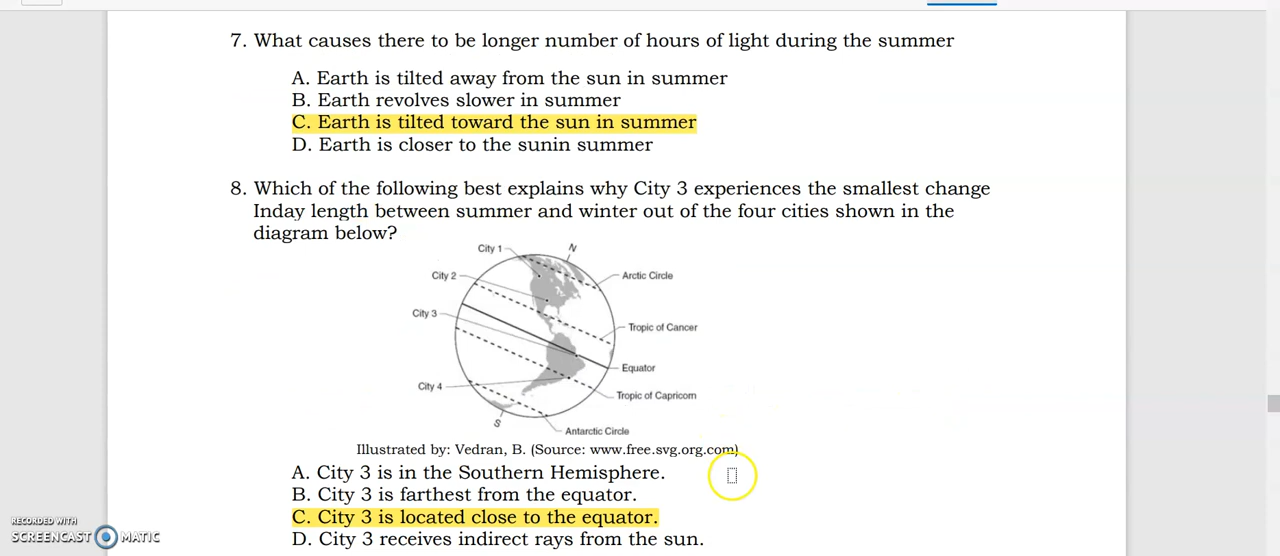 7. What causes there to be longer number of hours of light during the summer
A. Earth is tilted away from the sun in summer
B. Earth revolves slower in summer
C. Earth is tilted toward the sun in summer
D. Earth is closer to the sunin summer
8. Which of the following best explains why City 3 experiences the smallest change
Inday length between summer and winter out of the four cities shown in the
diagram below?
City 1
N
City 2
Arctic Circle
City 3
Tropic of Cancer
Equator
City 4
Tropic of Capricorn
S
Antarctic Circle
Illustrated by: Vedran, B. (Source: www.free.svg.org.com)
A. City 3 is in the Southern Hemisphere.
B. City 3 is farthest from the equator.
C. City 3 is located close to the equator.
D. City 3 receives indirect rays from the sun.
RECORDED WITH
SCREENCAST MATIC